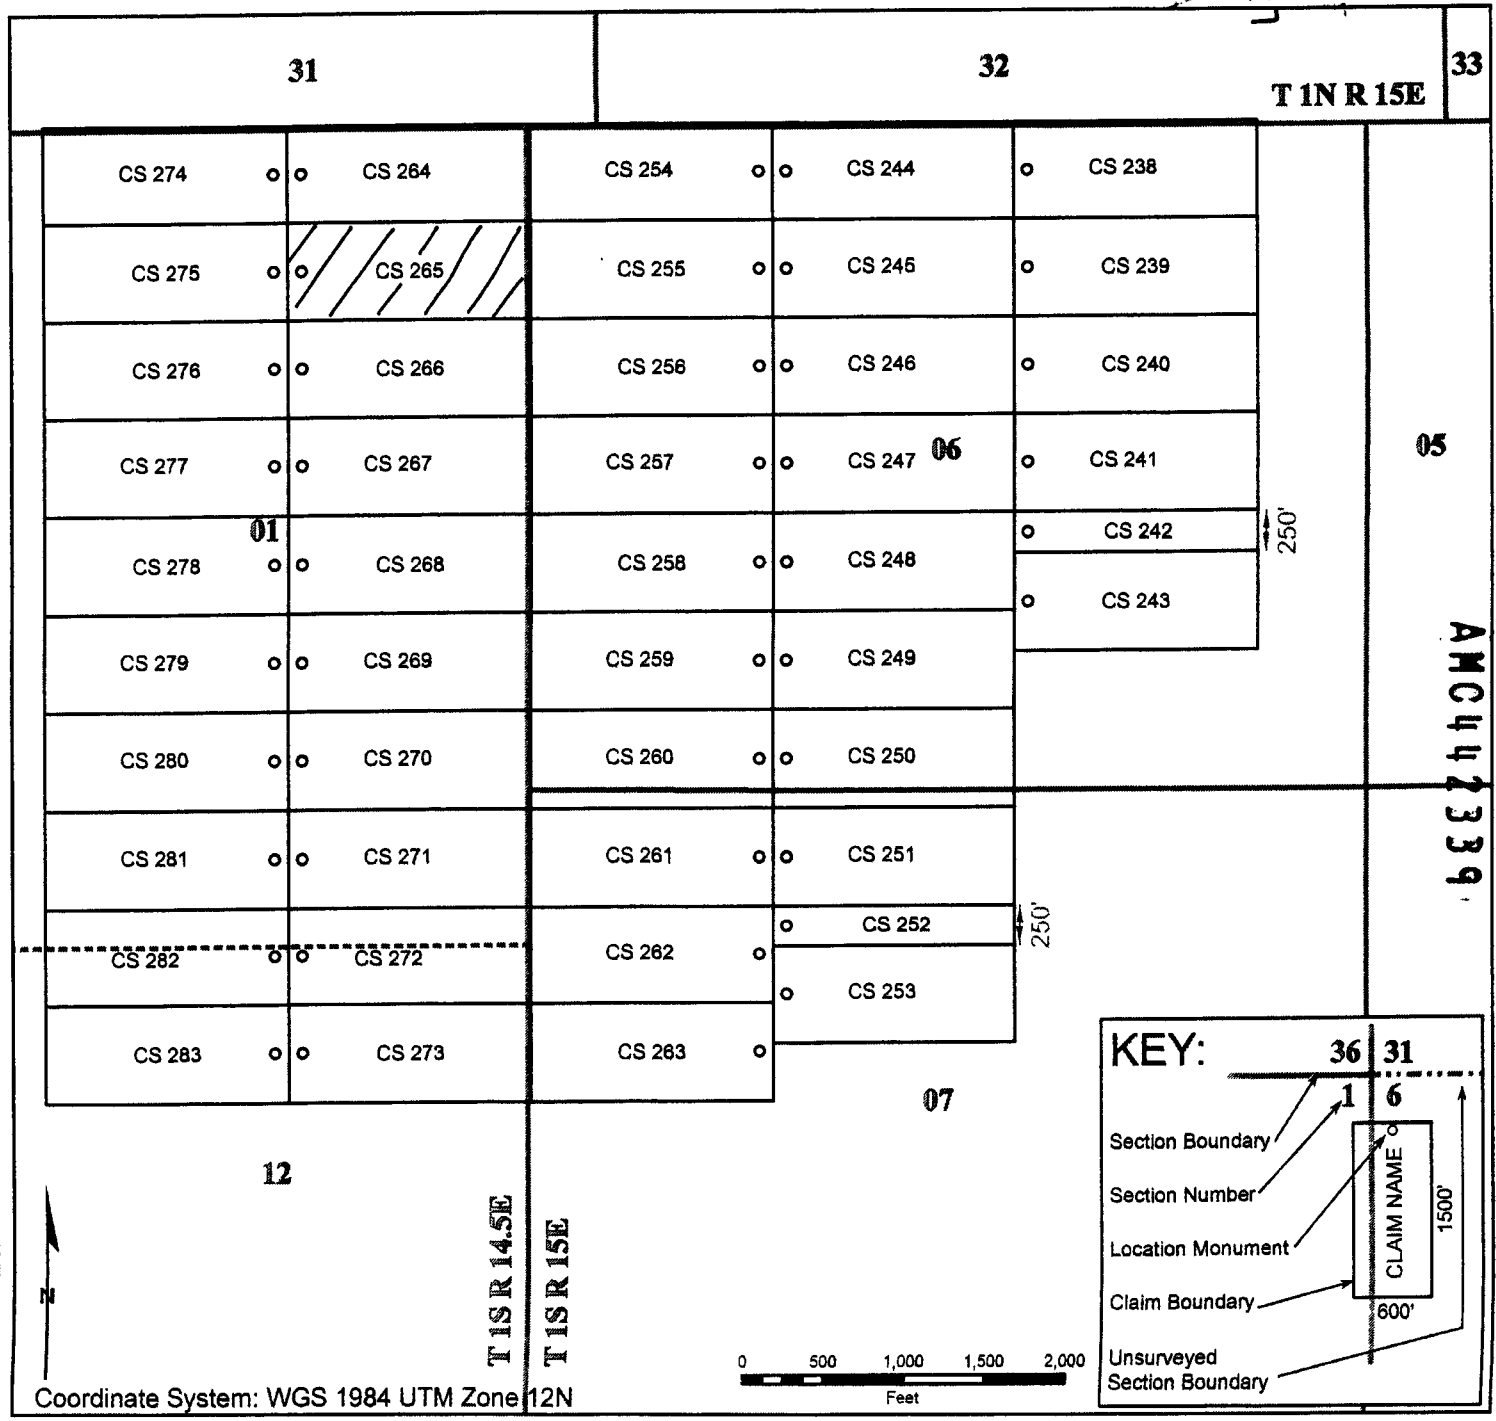 31
32
33
T 1N R 15E
CS 274
CS 264
CS 254
CS 244
CS 238
CS 275
CS 265
CS 255
CS 245
CS 239
CS 276
CS 266
CS 256
CS 246
CS 240
CS 277
CS 267
CS 257
CS 247
06
CS 241
05
01
CS 278
CS 268
CS 258
CS 248
CS 242
250'
CS 243
CS 279
CS 269
CS 259
CS 249
CS 280
CS 270
CS 260
CS 250
AMC442339
CS 281
CS 271
CS 261
CS 251
CS 282
CS 272
CS 262
CS 252
250'
CS 253
CS 283
CS 273
CS 263
07
12
T 1S R 14.5E
T 1S R 15E
N
KEY:
36
31
1
6
Section Boundary
Section Number
Location Monument
Claim Boundary
Unsurveyed
Section Boundary
CLAIM NAME
1500'
600'
0 500 1,000 1,500 2,000
Feet
Coordinate System: WGS 1984 UTM Zone 12N